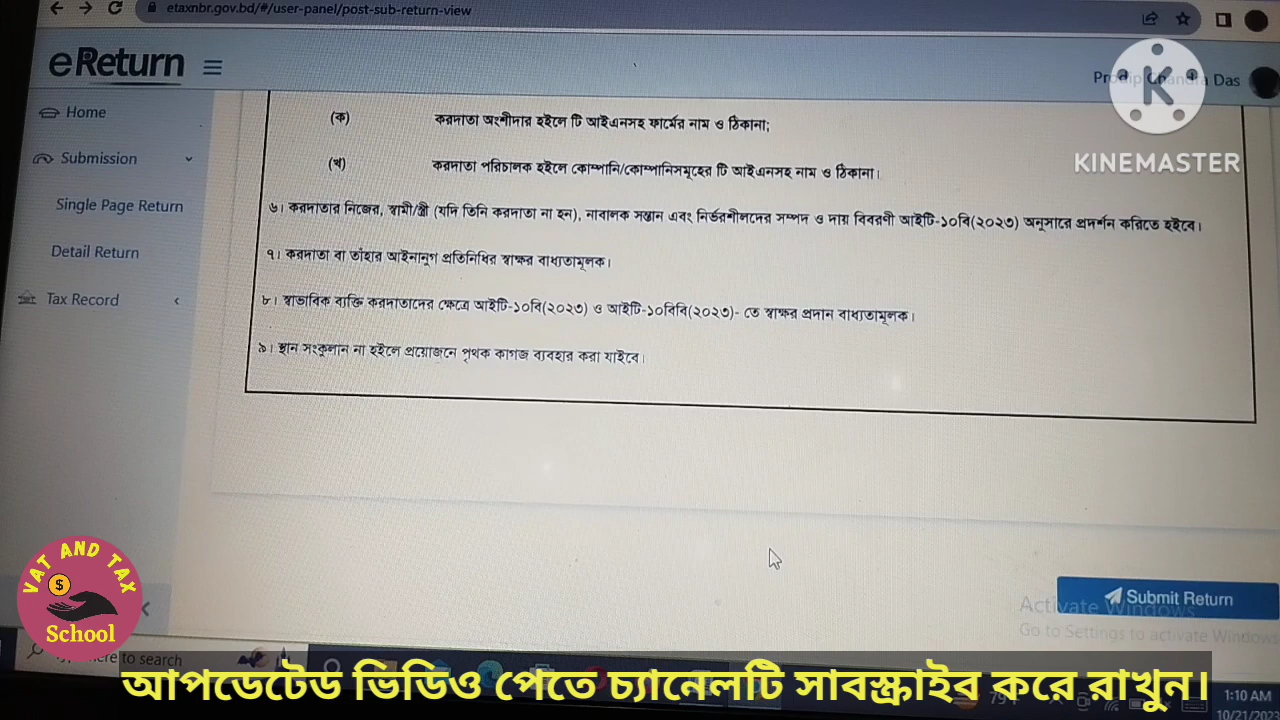 etaxnbr.gov.bd/#/user-panel/post-sub-return-view
eReturn
Das
KINEMASTER
Home
Submission
Single Page Return
Detail Return
Tax Record
(ক) করদাতা অংশীদার হইলে টি আইএনসহ ফার্মের নাম ও ঠিকানা;
(খ) করদাতা পরিচালক হইলে কোম্পানি/কোম্পানিসমূহের টি আইএনসহ নাম ও ঠিকানা।
৬। করদাতার নিজের, স্বামী/স্ত্রী (যদি তিনি করদাতা না হন), নাবালক সন্তান এবং নির্ভরশীলদের সম্পদ ও দায় বিবরণী আইটি-১০বি(২০২৩) অনুসারে প্রদর্শন করিতে হইবে।
৭। করদাতা বা তাঁহার আইনানুগ প্রতিনিধির স্বাক্ষর বাধ্যতামূলক।
৮। স্বাভাবিক ব্যক্তি করদাতাদের ক্ষেত্রে আইটি-১০বি(২০২৩) ও আইটি-১০বিবি(২০২৩)- তে স্বাক্ষর প্রদান বাধ্যতামূলক।
৯। স্থান সংকুলান না হইলে প্রয়োজনে পৃথক কাগজ ব্যবহার করা যাইবে।
Submit Return
Activate Windows
Go to Settings to activate Windows
VAT AND TAX
$
School
here to search
আপডেটেড ভিডিও পেতে চ্যানেলটি সাবস্ক্রাইব করে রাখুন।
1:10 AM